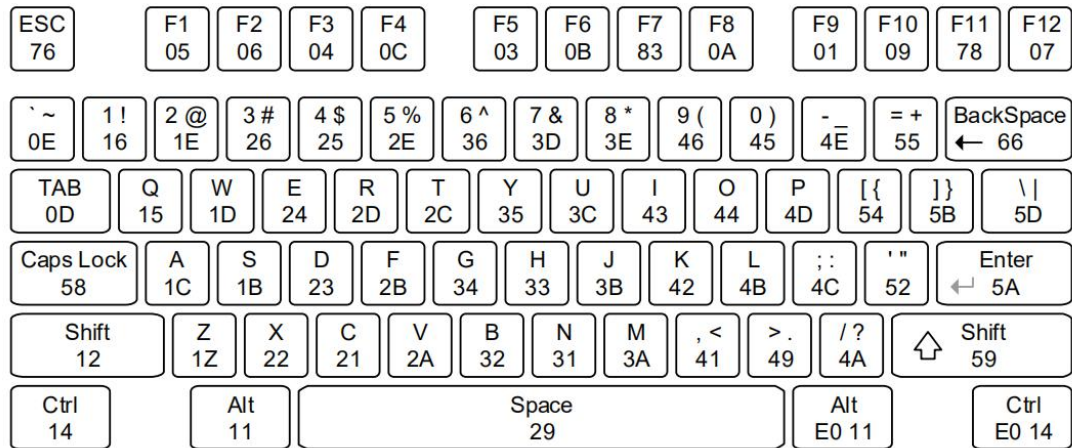 ESC F1 F2 F3 F4 F5 F6 F7 F8 F9 F10 F11 F12
76 05 06 04 0C 03 0B 83 0A 01 09 78 07
` ~ 1 ! 2 @ 3 # 4 $ 5 % 6 ^ 7 & 8 * 9 ( 0 ) - _ = + BackSpace
0E 16 1E 26 25 2E 36 3D 3E 46 45 4E 55 ← 66
TAB Q W E R T Y U I O P [ { ] } \ |
0D 15 1D 24 2D 2C 35 3C 43 44 4D 54 5B 5D
Caps Lock A S D F G H J K L ; : ' " Enter
58 1C 1B 23 2B 34 33 3B 42 4B 4C 52 5A
Shift Z X C V B N M , < > . / ? Shift
12 1Z 22 21 2A 32 31 3A 41 49 4A 59
Ctrl Alt Space Alt Ctrl
14 11 29 E0 11 E0 14